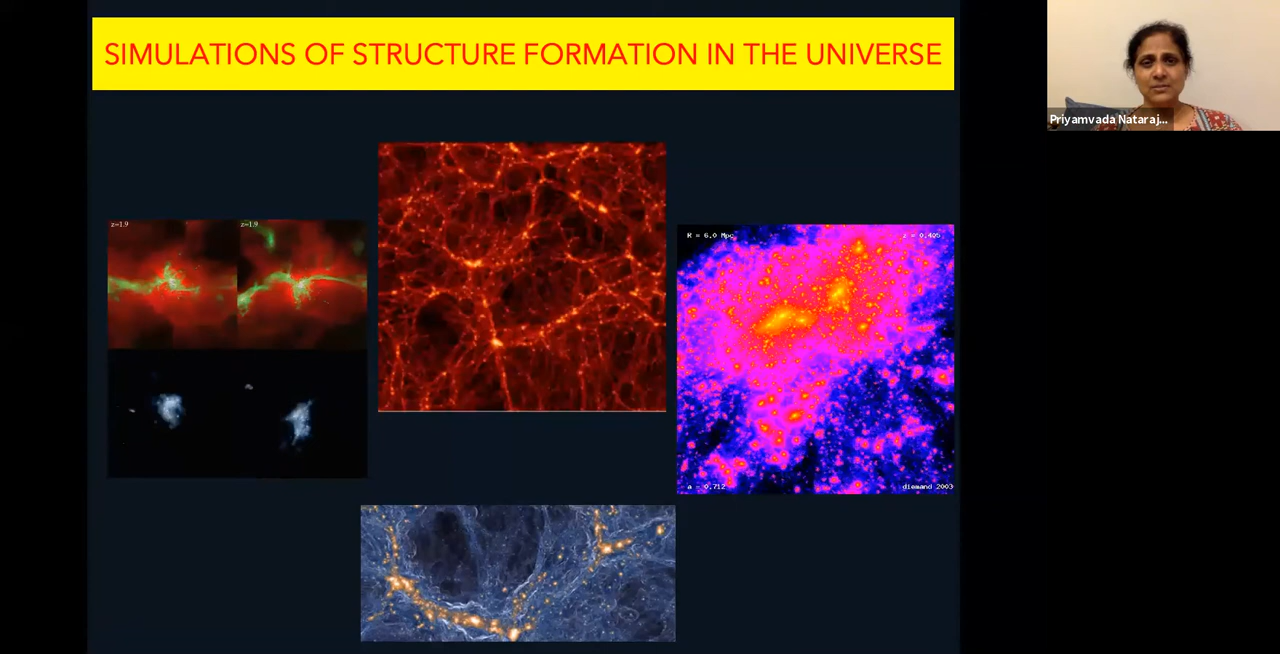 SIMULATIONS OF STRUCTURE FORMATION IN THE UNIVERSE
Priyamvada Nataraj...
z=1.9
z=1.9
R = 6.0 Mpc
z = 0.405
a = 0.712
diemand 2003